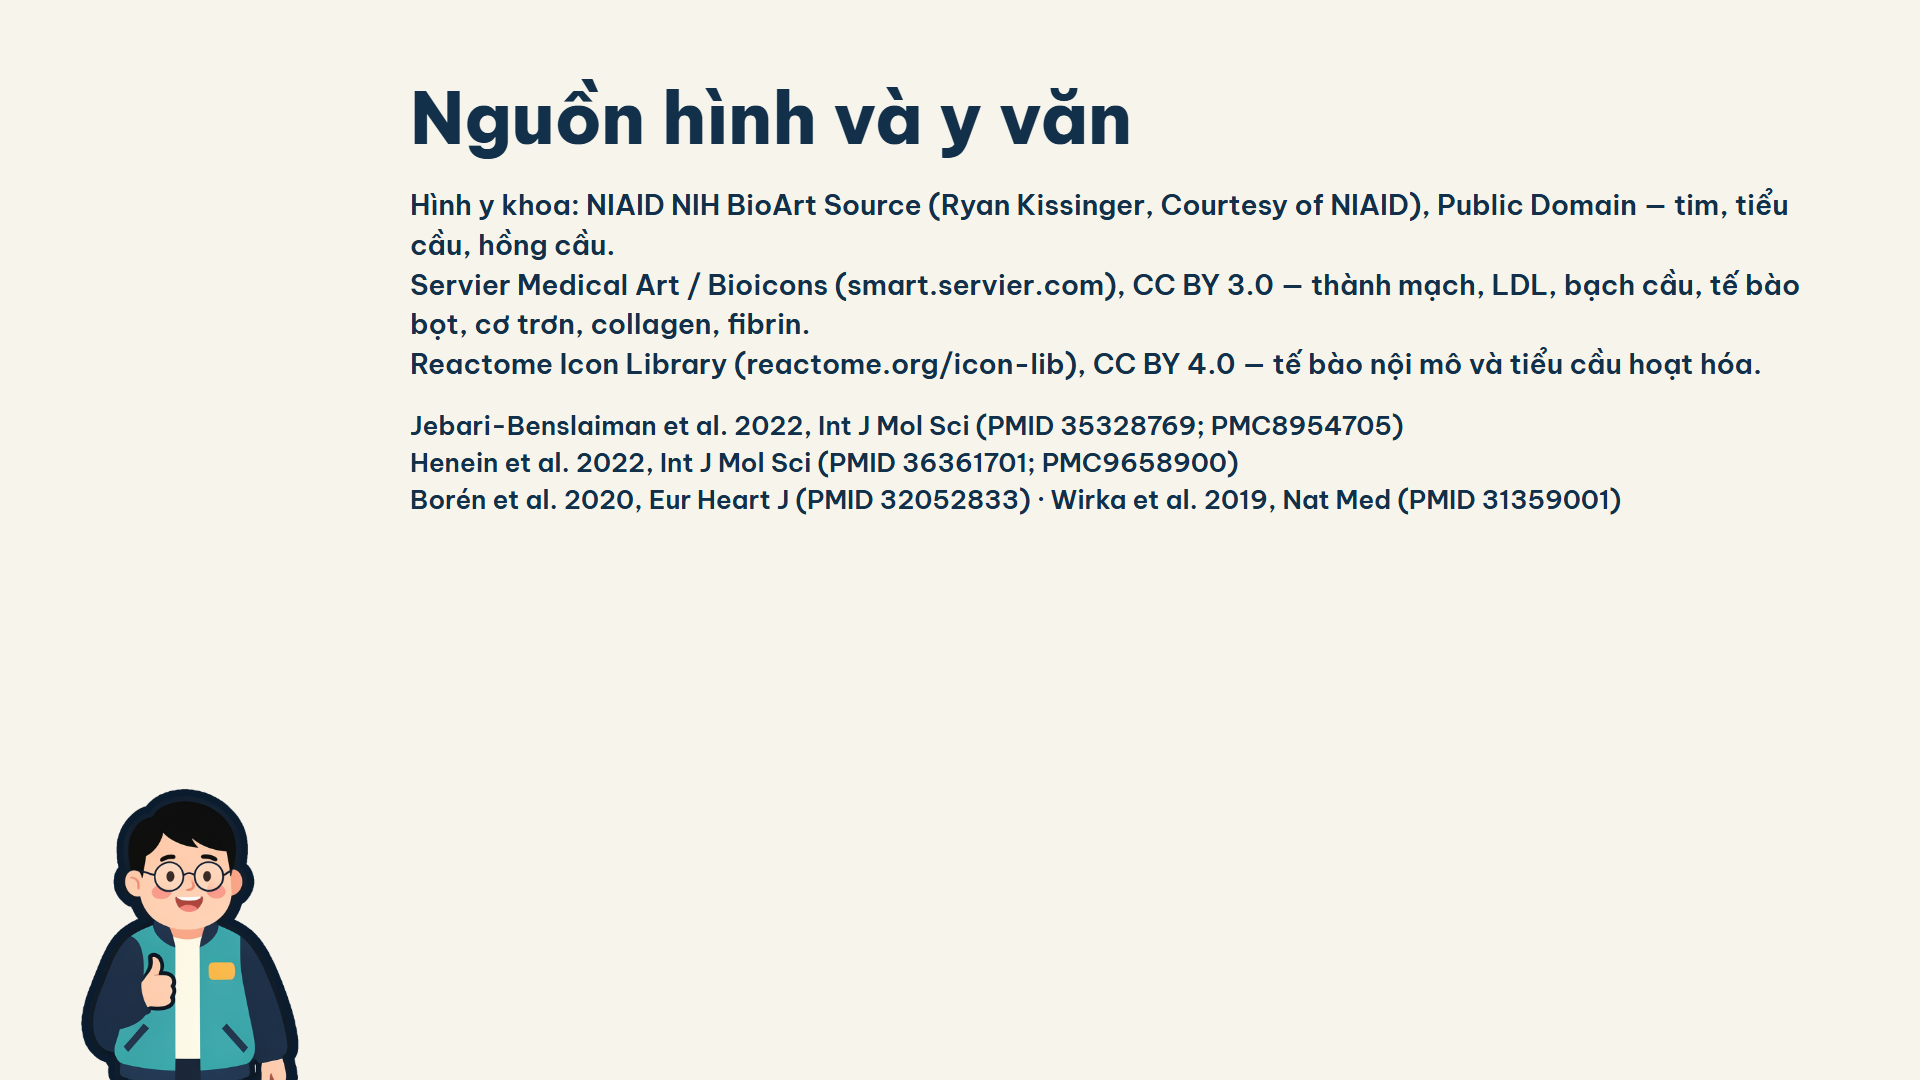 Nguồn hình và y văn
Hình y khoa: NIAID NIH BioArt Source (Ryan Kissinger, Courtesy of NIAID), Public Domain — tim, tiểu
cầu, hồng cầu.
Servier Medical Art / Bioicons (smart.servier.com), CC BY 3.0 — thành mạch, LDL, bạch cầu, tế bào
bọt, cơ trơn, collagen, fibrin.
Reactome Icon Library (reactome.org/icon-lib), CC BY 4.0 — tế bào nội mô và tiểu cầu hoạt hóa.
Jebari-Benslaiman et al. 2022, Int J Mol Sci (PMID 35328769; PMC8954705)
Henein et al. 2022, Int J Mol Sci (PMID 36361701; PMC9658900)
Borén et al. 2020, Eur Heart J (PMID 32052833) · Wirka et al. 2019, Nat Med (PMID 31359001)